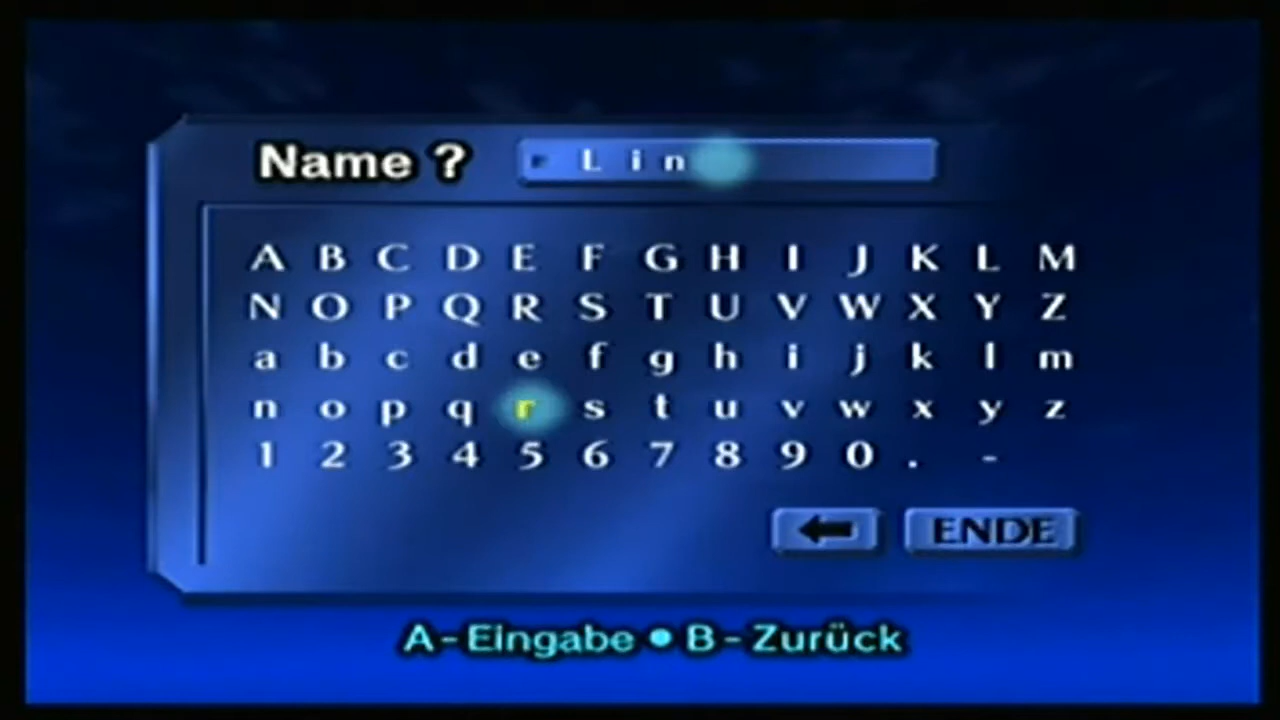 Name ? L i n
A B C D E F G H I J K L M
N O P Q R S T U V W X Y Z
a b c d e f g h i j k l m
n o p q r s t u v w x y z
1 2 3 4 5 6 7 8 9 0 . -
← ENDE
A-Eingabe • B-Zurück